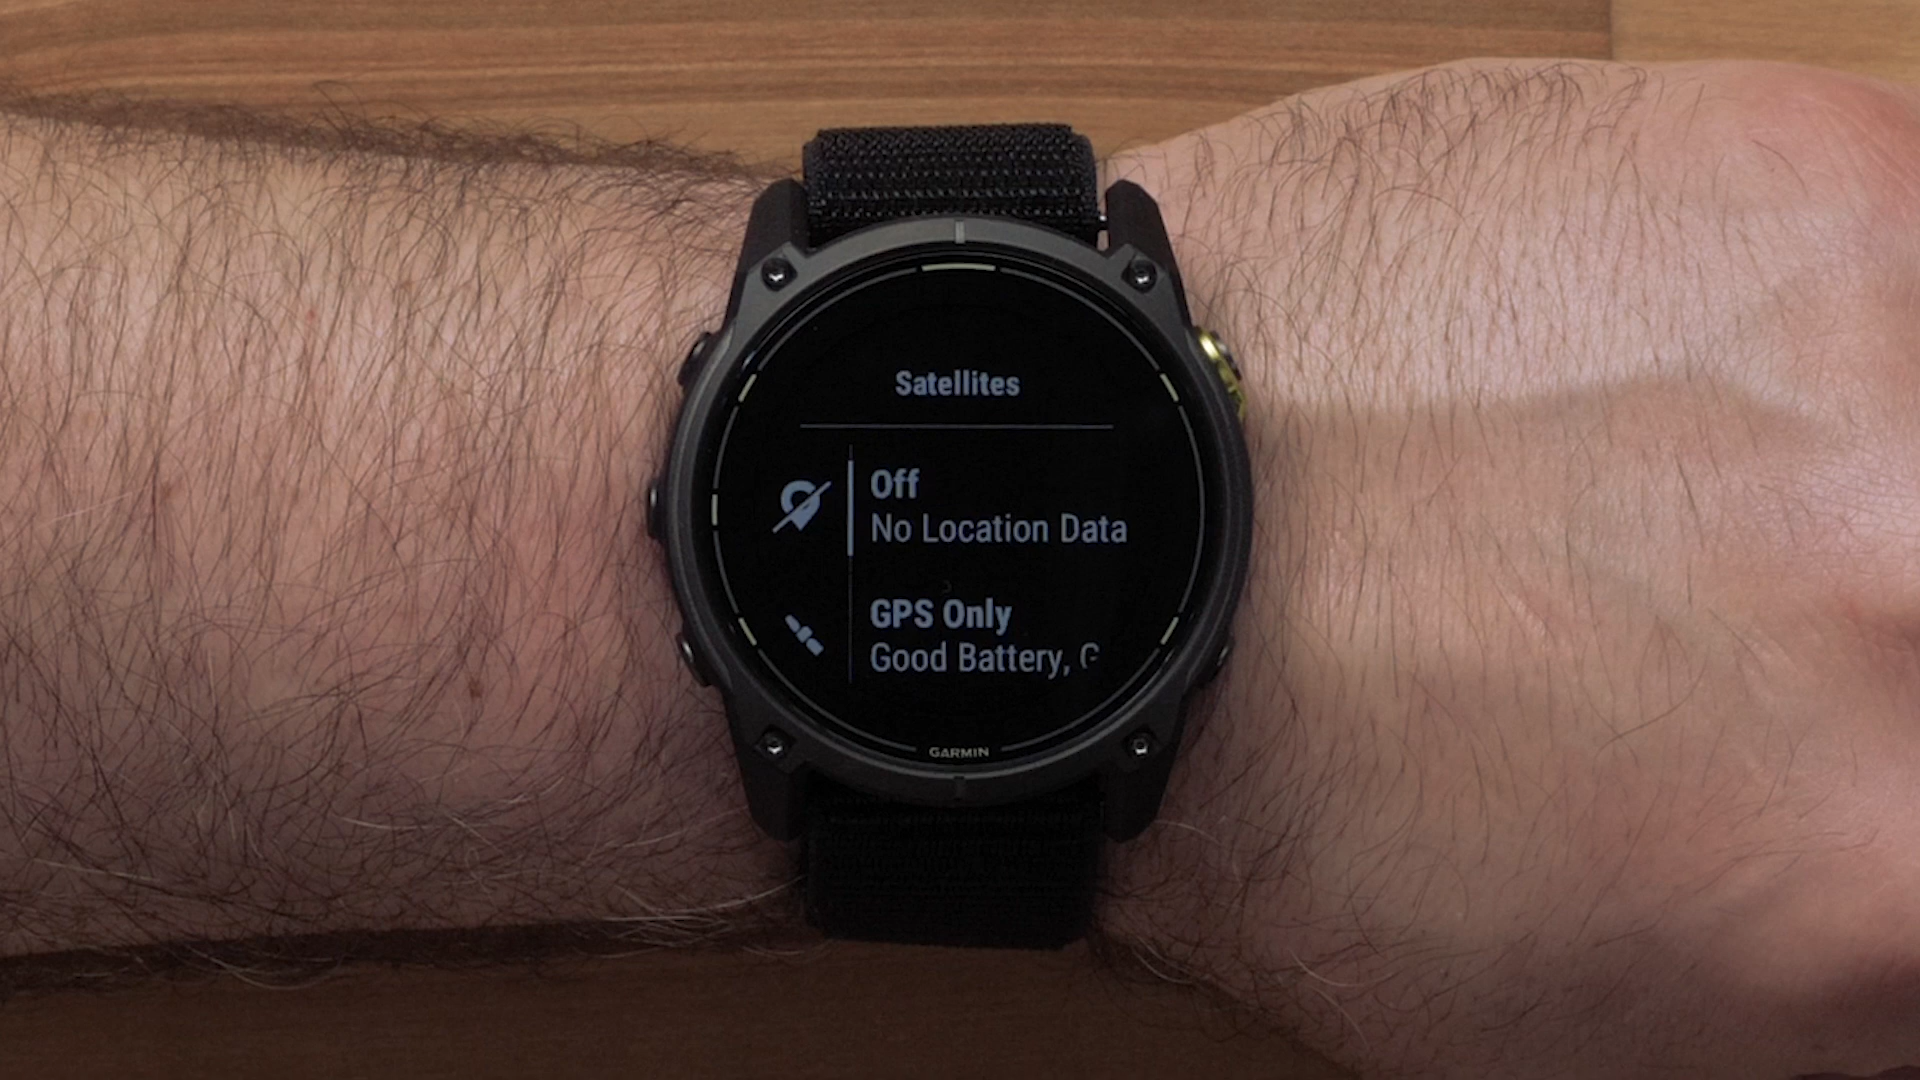 Satellites
Off
No Location Data
GPS Only
Good Battery, G
GARMIN